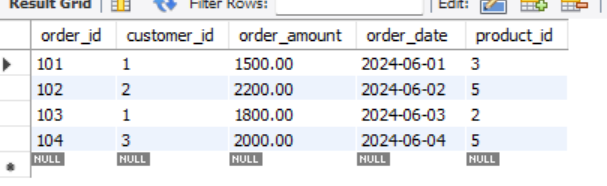 Result Grid Filter Rows: Edit:
order_id customer_id order_amount order_date product_id
101 1 1500.00 2024-06-01 3
102 2 2200.00 2024-06-02 5
103 1 1800.00 2024-06-03 2
104 3 2000.00 2024-06-04 5
NULL NULL NULL NULL NULL